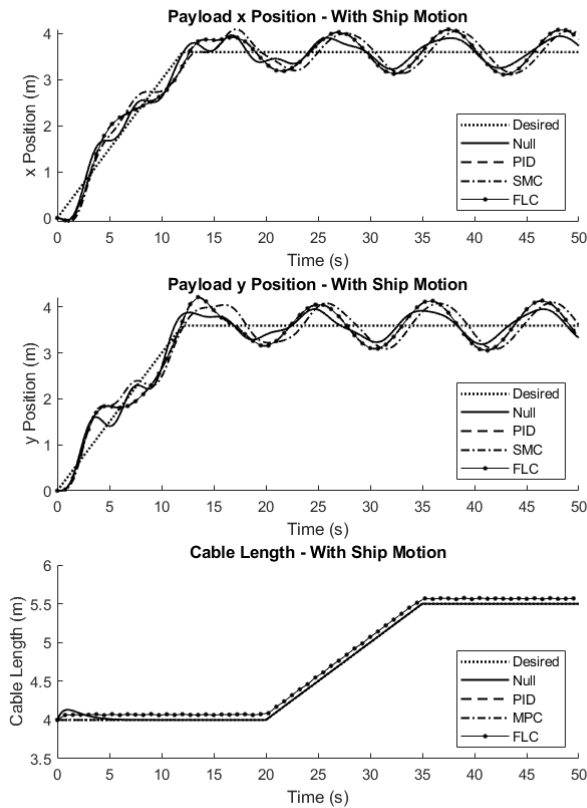 Payload x Position - With Ship Motion
4
3
2
1
0
x Position (m)
Desired
Null
PID
SMC
FLC
0 5 10 15 20 25 30 35 40 45 50
Time (s)
Payload y Position - With Ship Motion
4
3
2
1
0
y Position (m)
Desired
Null
PID
SMC
FLC
0 5 10 15 20 25 30 35 40 45 50
Time (s)
Cable Length - With Ship Motion
6
5.5
5
4.5
4
3.5
Cable Length (m)
Desired
Null
PID
MPC
FLC
0 5 10 15 20 25 30 35 40 45 50
Time (s)